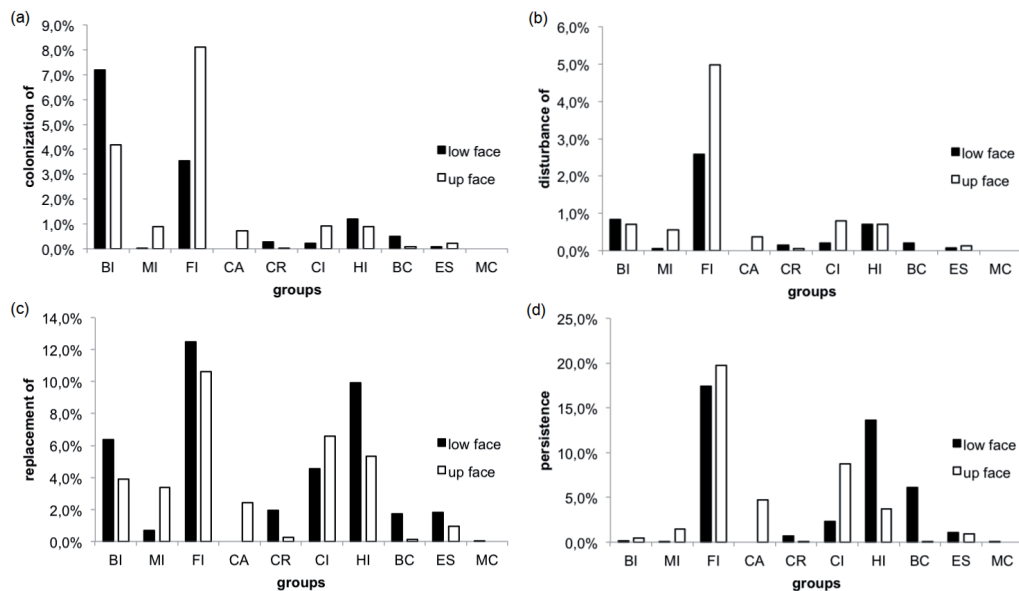 (a)
9,0%
8,0%
7,0%
6,0%
5,0%
4,0%
3,0%
2,0%
1,0%
0,0%
colonization of
low face
up face
BI MI FI CA CR CI HI BC ES MC
groups
(b)
6,0%
5,0%
4,0%
3,0%
2,0%
1,0%
0,0%
disturbance of
low face
up face
BI MI FI CA CR CI HI BC ES MC
groups
(c)
14,0%
12,0%
10,0%
8,0%
6,0%
4,0%
2,0%
0,0%
replacement of
low face
up face
BI MI FI CA CR CI HI BC ES MC
groups
(d)
25,0%
20,0%
15,0%
10,0%
5,0%
0,0%
persistence
low face
up face
BI MI FI CA CR CI HI BC ES MC
groups